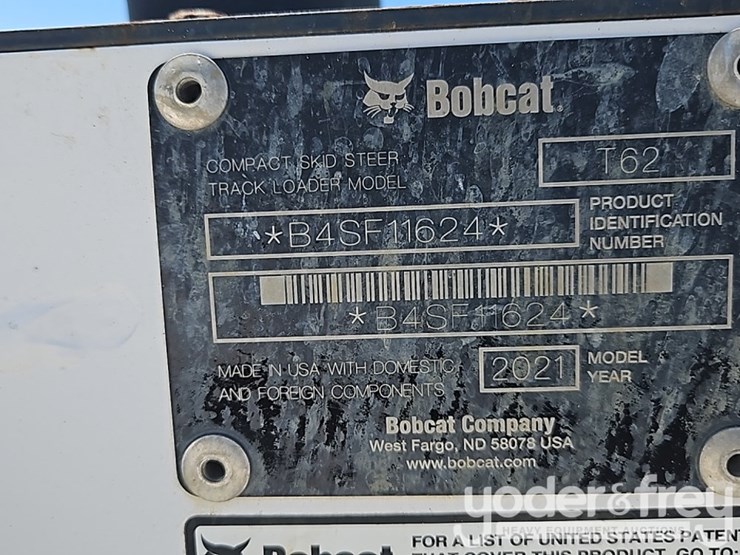 Bobcat
COMPACT SKID STEER
TRACK LOADER MODEL
T62
*B4SF11624*
PRODUCT
IDENTIFICATION
NUMBER
*B4SF11624*
MADE IN USA WITH DOMESTIC
AND FOREIGN COMPONENTS
2021
MODEL
YEAR
Bobcat Company
West Fargo, ND 58078 USA
www.bobcat.com
yoder&frey
HEAVY EQUIPMENT AUCTIONS
Bobcat
FOR A LIST OF UNITED STATES PATEN
THAT COVER THIS PRODUCT, GO TO